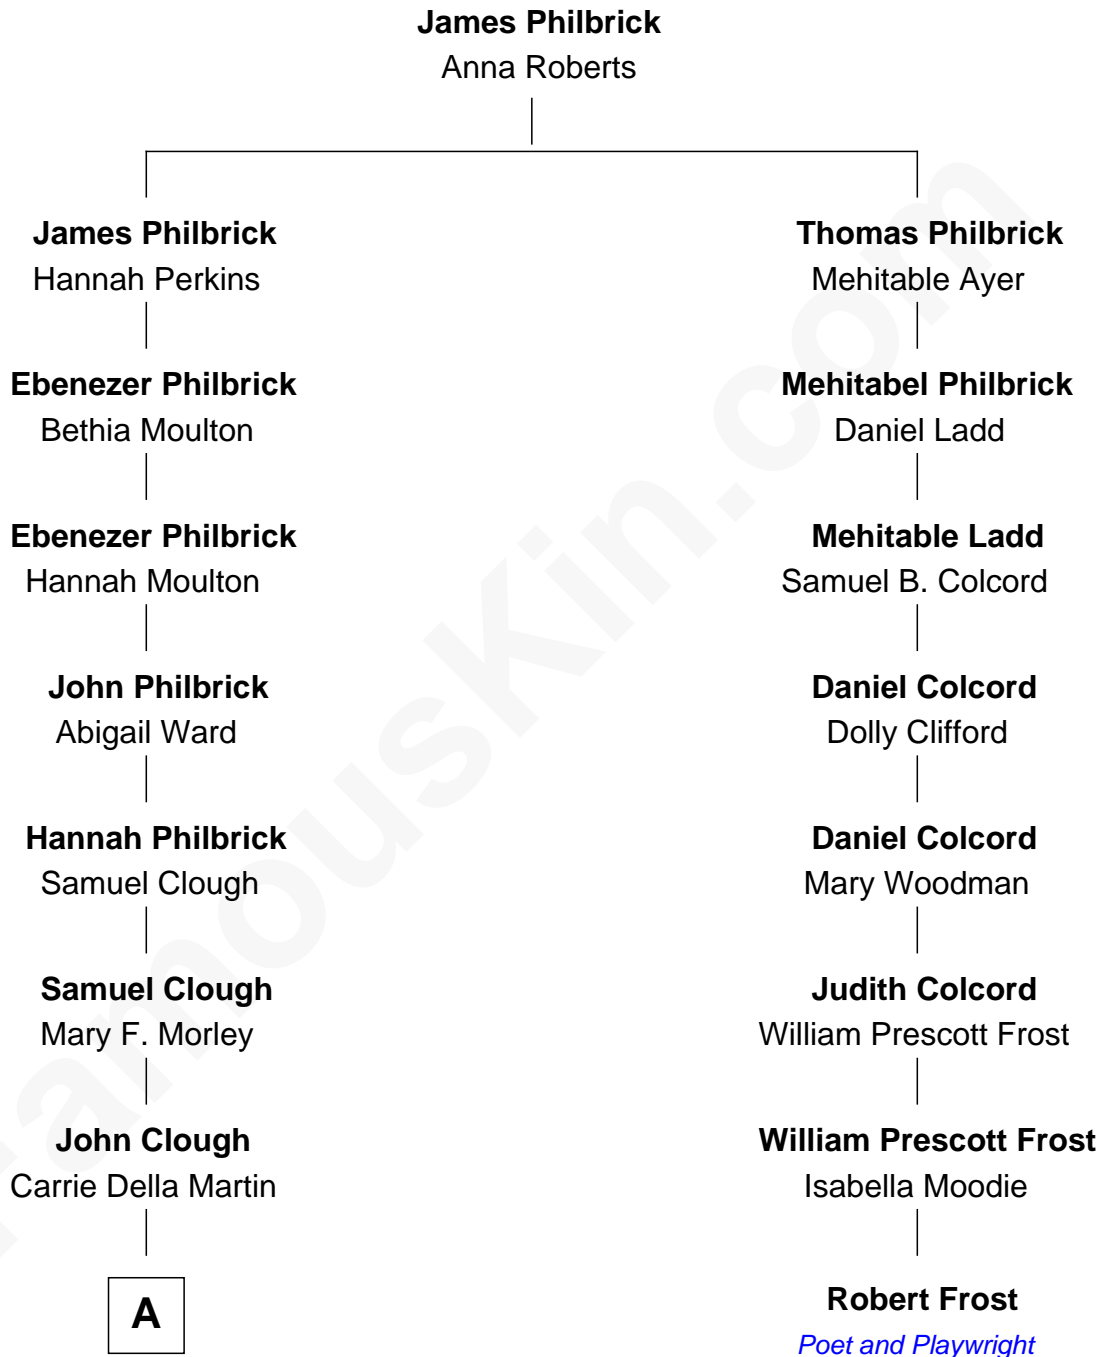 James Philbrick
Anna Roberts
James Philbrick
Hannah Perkins
Ebenezer Philbrick
Bethia Moulton
Ebenezer Philbrick
Hannah Moulton
John Philbrick
Abigail Ward
Hannah Philbrick
Samuel Clough
Samuel Clough
Mary F. Morley
John Clough
Carrie Della Martin
A
Thomas Philbrick
Mehitable Ayer
Mehitabel Philbrick
Daniel Ladd
Mehitable Ladd
Samuel B. Colcord
Daniel Colcord
Dolly Clifford
Daniel Colcord
Mary Woodman
Judith Colcord
William Prescott Frost
William Prescott Frost
Isabella Moodie
Robert Frost
Poet and Playwright
FamousKin.com